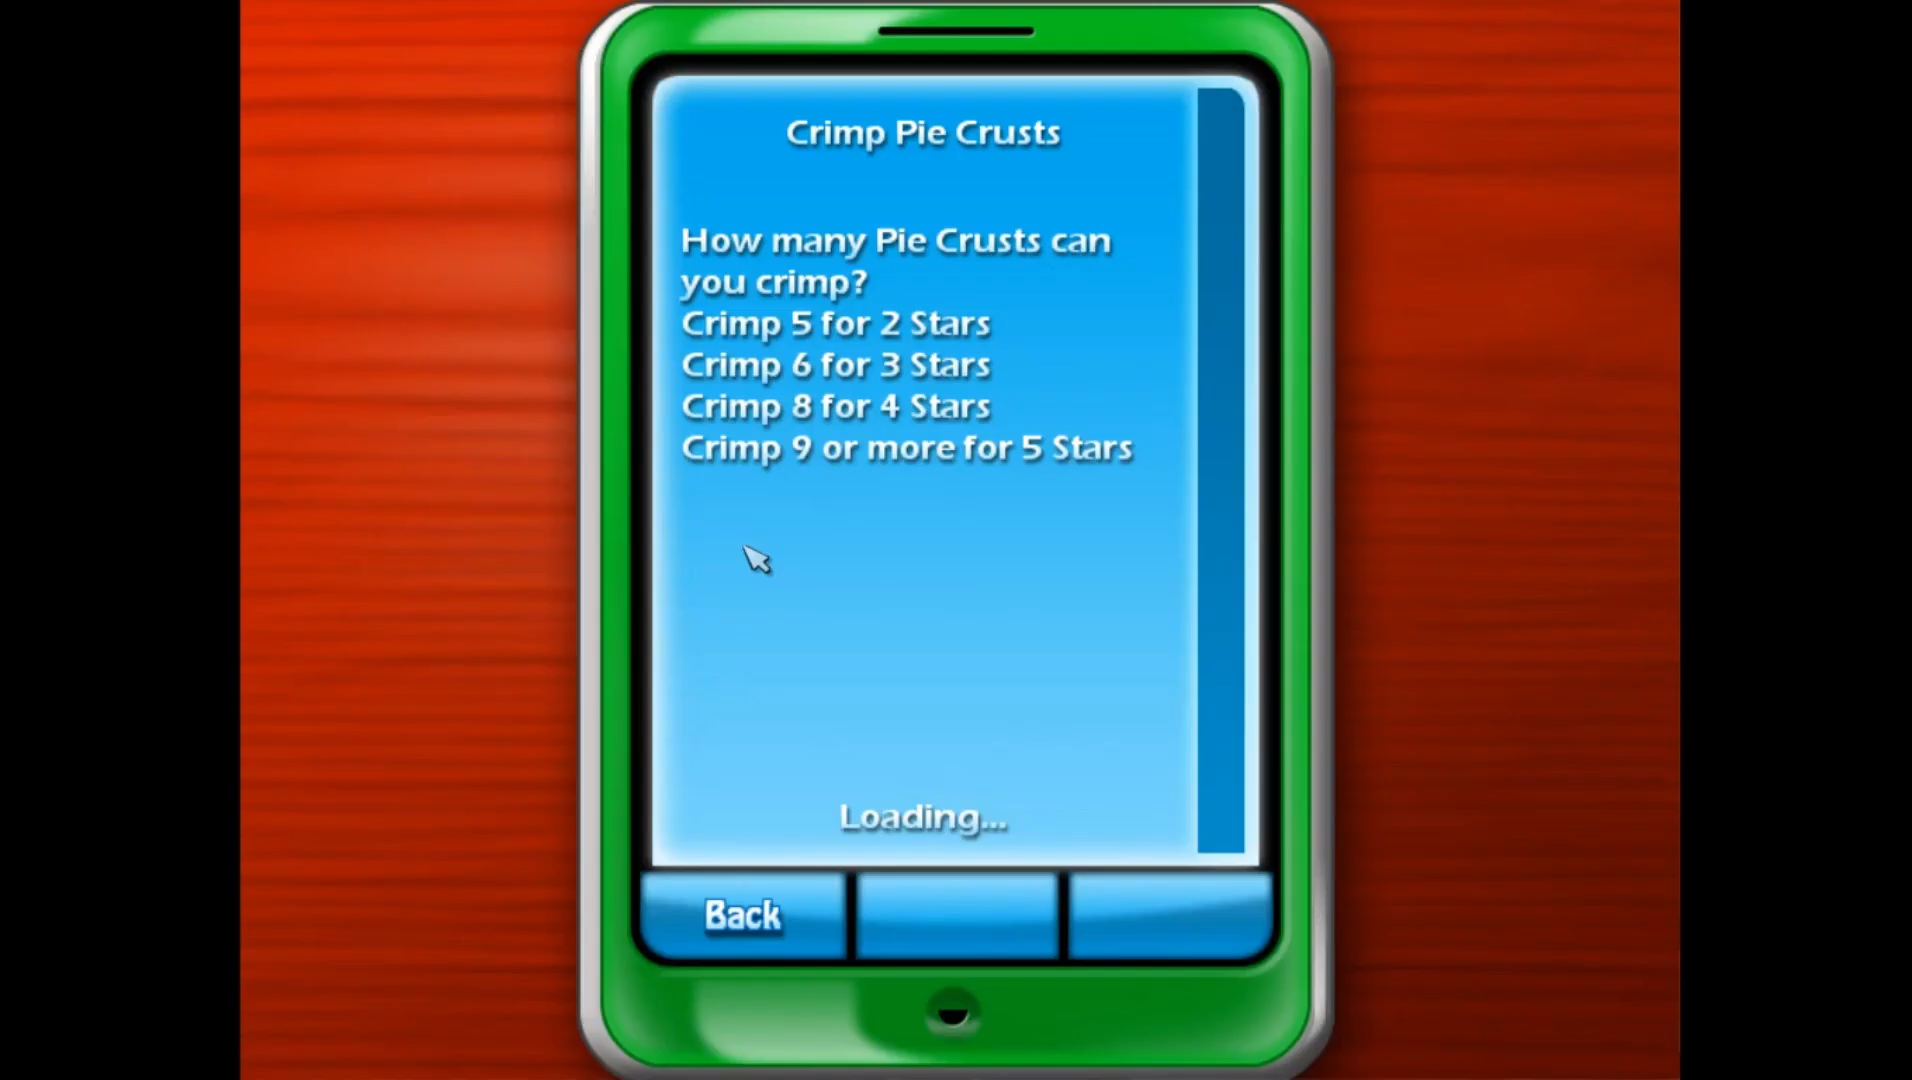 Crimp Pie Crusts
How many Pie Crusts can
you crimp?
Crimp 5 for 2 Stars
Crimp 6 for 3 Stars
Crimp 8 for 4 Stars
Crimp 9 or more for 5 Stars
Loading...
Back